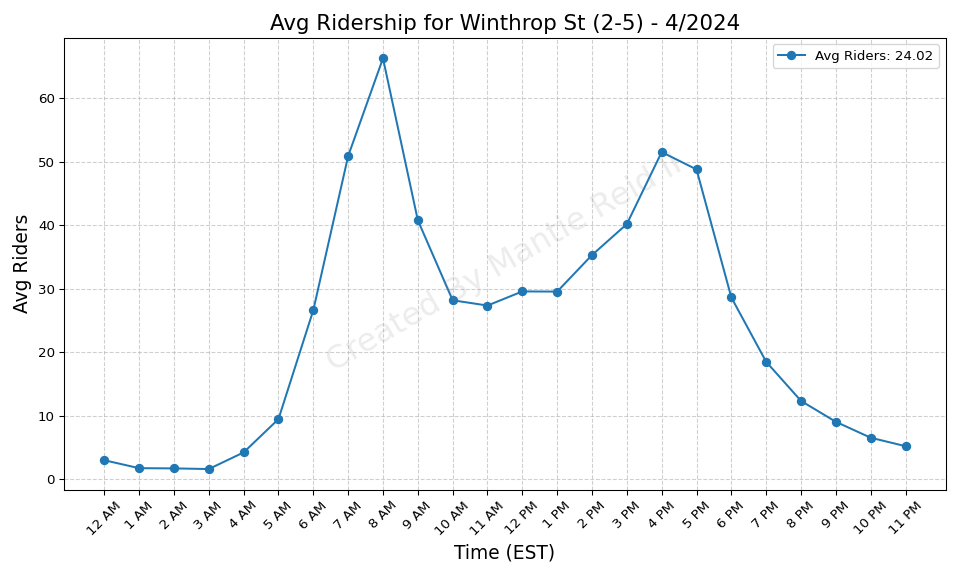 Avg Ridership for Winthrop St (2-5) - 4/2024
Avg Riders: 24.02
Avg Riders
60
50
40
30
20
10
0
Created By Mantie Reid II
12 AM
1 AM
2 AM
3 AM
4 AM
5 AM
6 AM
7 AM
8 AM
9 AM
10 AM
11 AM
12 PM
1 PM
2 PM
3 PM
4 PM
5 PM
6 PM
7 PM
8 PM
9 PM
10 PM
11 PM
Time (EST)